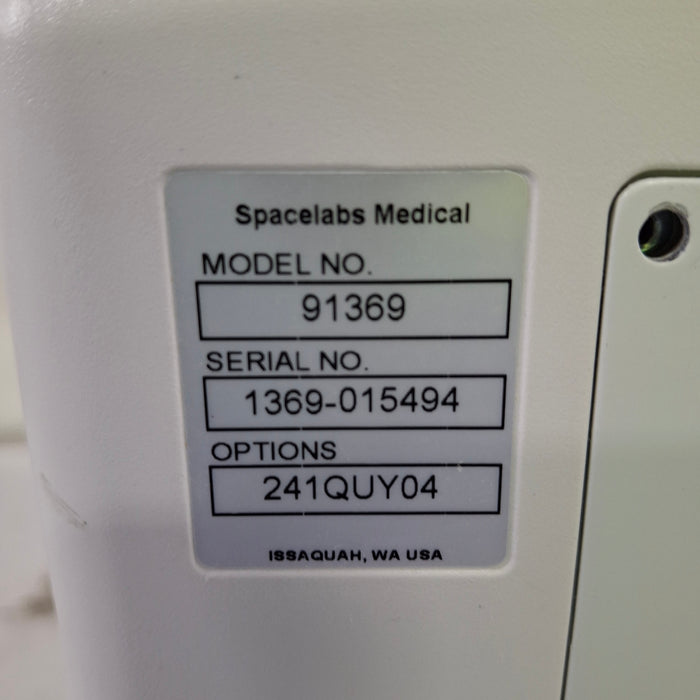 Spacelabs Medical
MODEL NO.
91369
SERIAL NO.
1369-015494
OPTIONS
241QUY04
ISSAQUAH, WA USA